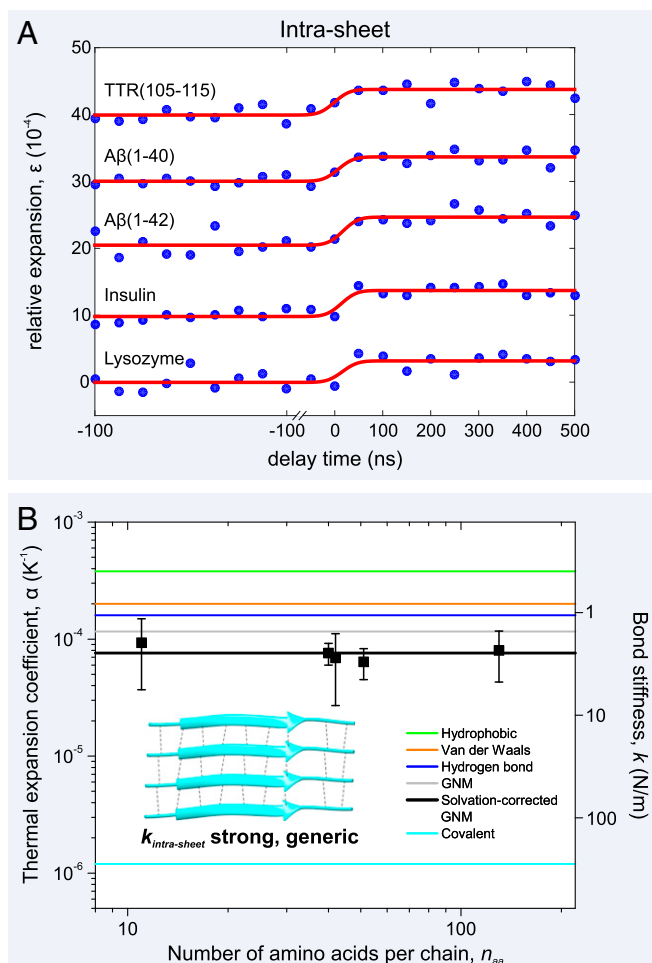 A
Intra-sheet
relative expansion, ε (10⁻⁴)
50
40
30
20
10
0
TTR(105-115)
Aβ(1-40)
Aβ(1-42)
Insulin
Lysozyme
-100
-100
0
100
200
300
400
500
delay time (ns)
B
Thermal expansion coefficient, α (K⁻¹)
10⁻³
10⁻⁴
10⁻⁵
10⁻⁶
1
10
100
Bond stiffness, k (N/m)
Hydrophobic
Van der Waals
Hydrogen bond
GNM
Solvation-corrected
GNM
Covalent
k intra-sheet strong, generic
10
100
Number of amino acids per chain, n aa